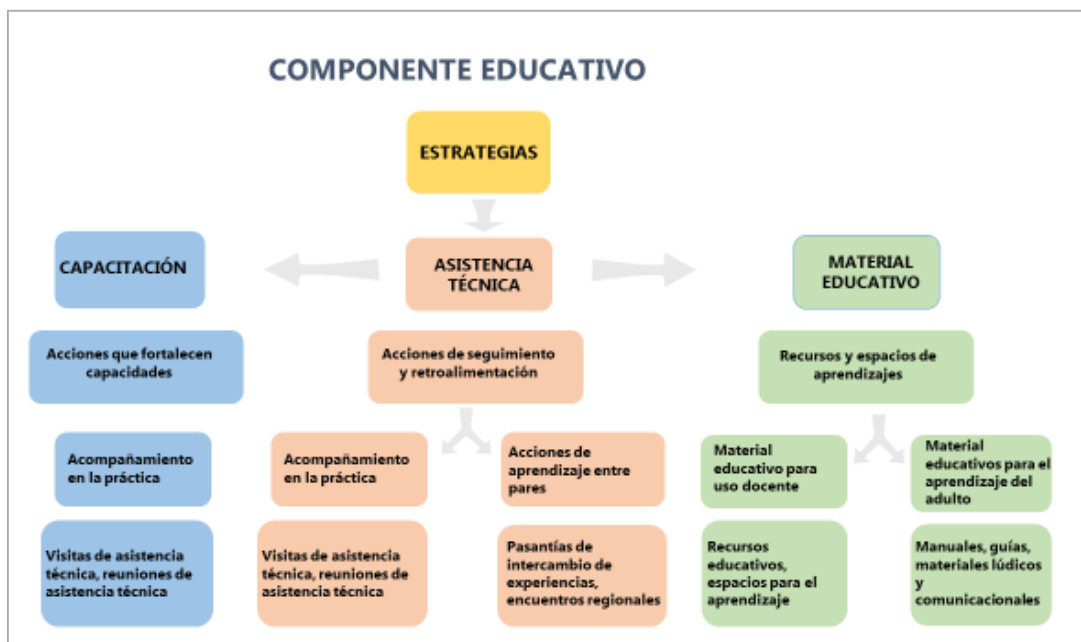 COMPONENTE EDUCATIVO
ESTRATEGIAS
CAPACITACIÓN
ASISTENCIA
TÉCNICA
MATERIAL
EDUCATIVO
Acciones que fortalecen
capacidades
Acciones de seguimiento
y retroalimentación
Recursos y espacios de
aprendizajes
Acompañamiento
en la práctica
Acompañamiento
en la práctica
Acciones de
de aprendizaje entre
pares
Material
educativo para
uso docente
Material
educativos para el
aprendizaje del
adulto
Visitas de asistencia
técnica, reuniones de
asistencia técnica
Visitas de asistencia
técnica, reuniones de
asistencia técnica
Pasantías de
intercambio de
experiencias,
encuentros regionales
Recursos
educativos,
espacios para el
aprendizaje
Manuales, guías,
materiales lúdicos
y
comunicacionales